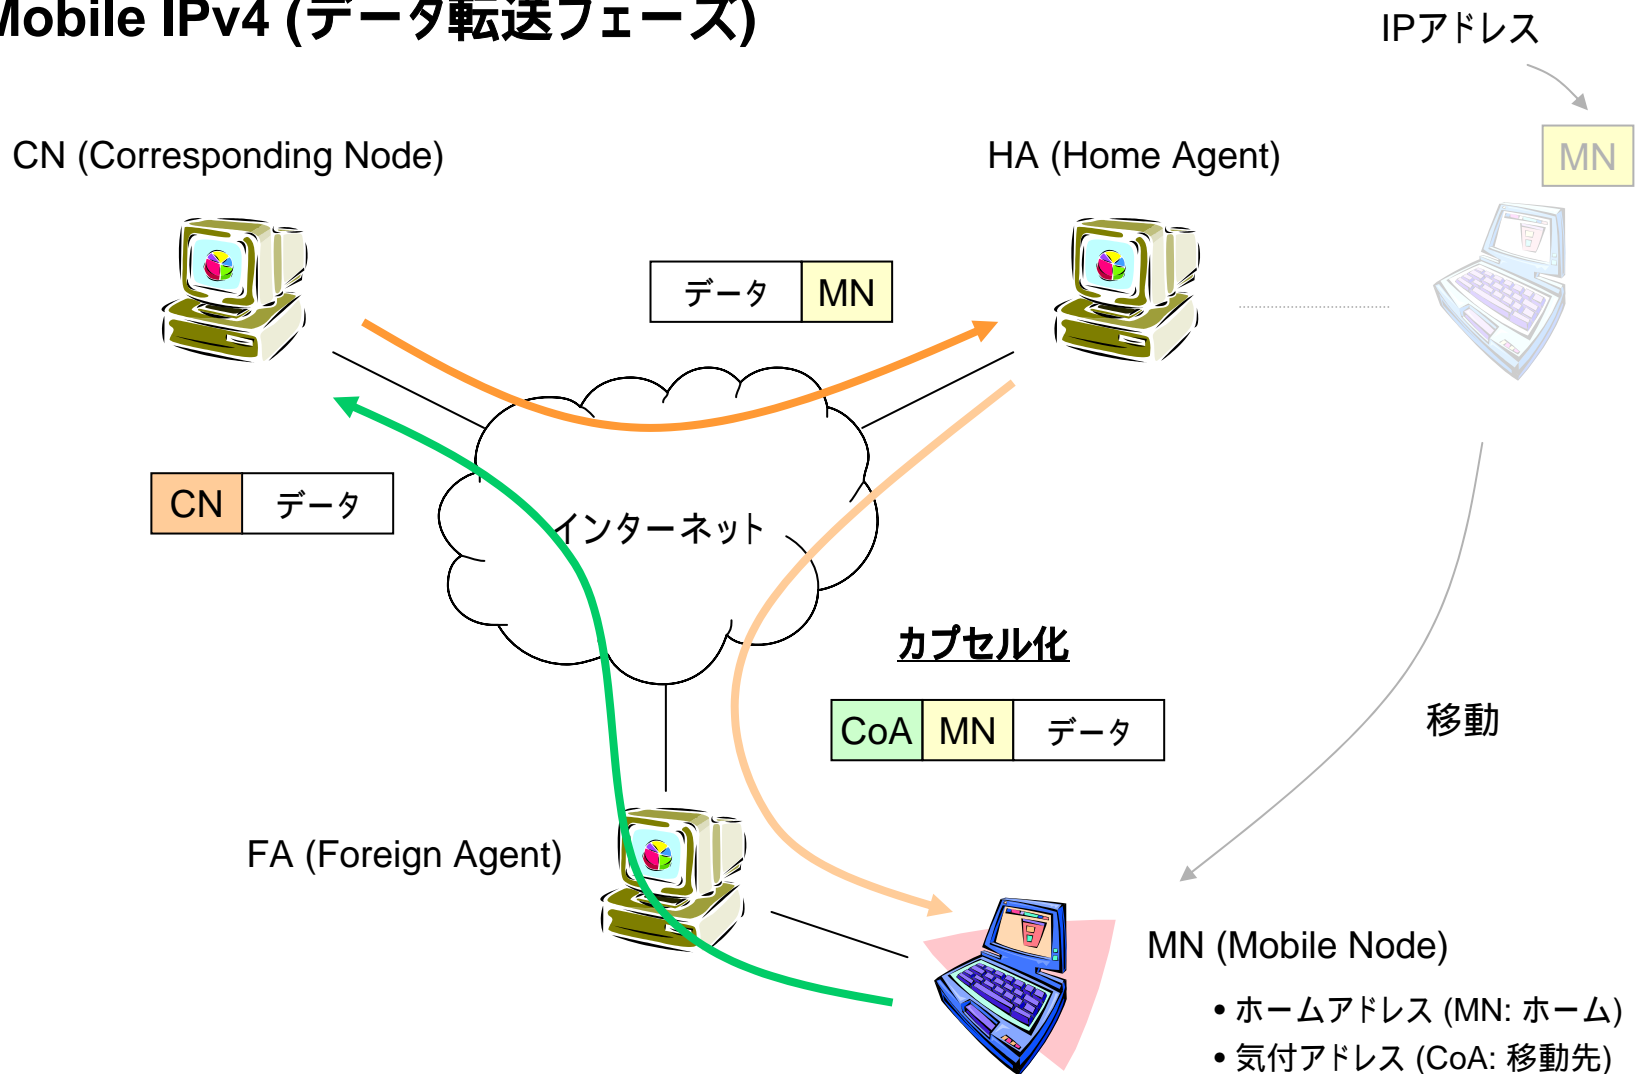 Mobile IPv4 (データ転送フェーズ)
IPアドレス
CN (Corresponding Node)
HA (Home Agent)
MN
データ MN
CN データ
インターネット
カプセル化
CoA MN データ
移動
FA (Foreign Agent)
MN (Mobile Node)
• ホームアドレス (MN: ホーム)
• 気付アドレス (CoA: 移動先)